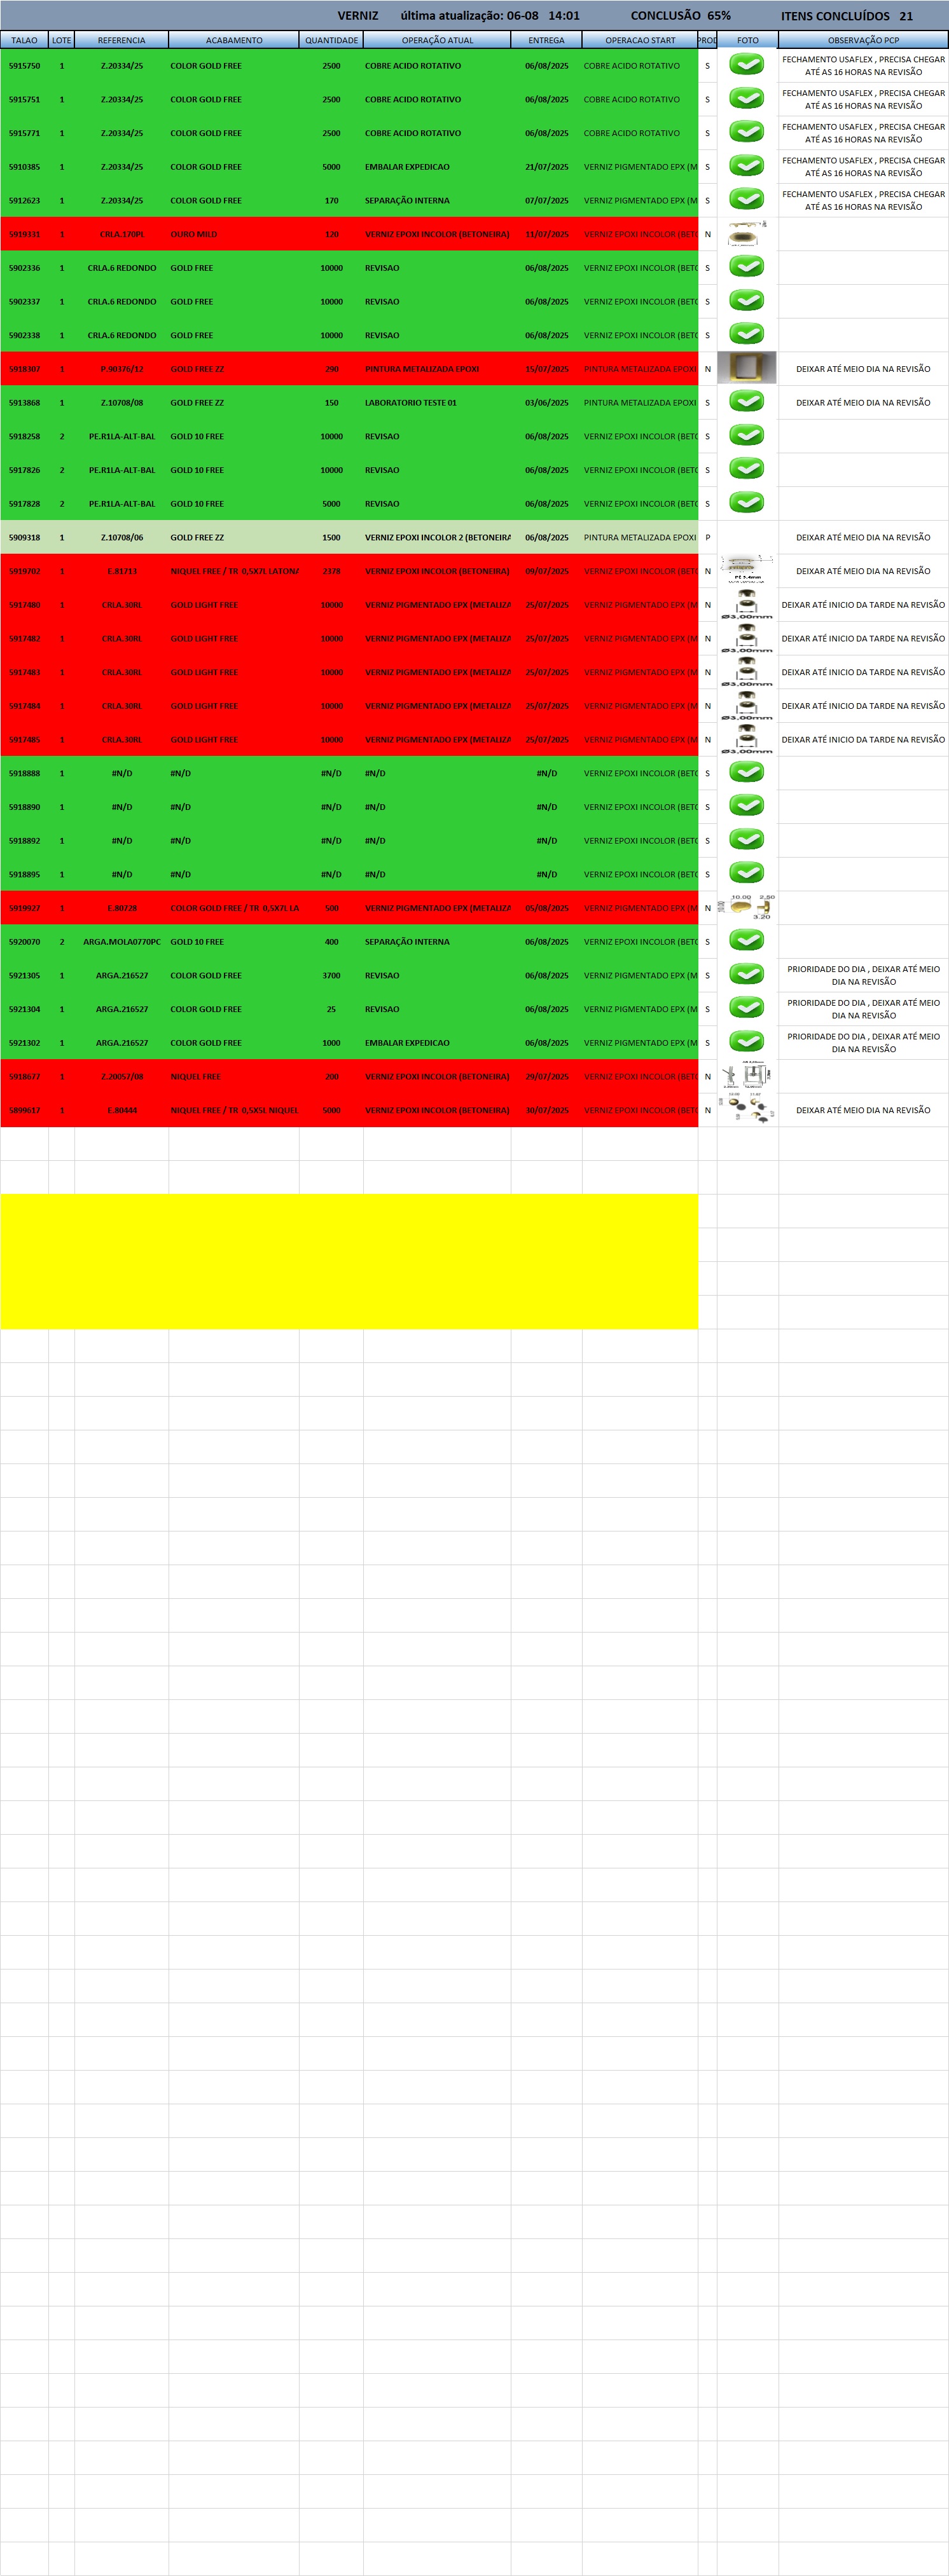 VERNIZ última atualização: 06-08 14:01 CONCLUSÃO 65% ITENS CONCLUÍDOS 21
TALAO LOTE REFERENCIA ACABAMENTO QUANTIDADE OPERAÇÃO ATUAL ENTREGA OPERACAO START PROD FOTO OBSERVAÇÃO PCP
5915750 1 Z.20334/25 COLOR GOLD FREE 2500 COBRE ACIDO ROTATIVO 06/08/2025 COBRE ACIDO ROTATIVO S FECHAMENTO USAFLEX , PRECISA CHEGAR
ATÉ AS 16 HORAS NA REVISÃO
5915751 1 Z.20334/25 COLOR GOLD FREE 2500 COBRE ACIDO ROTATIVO 06/08/2025 COBRE ACIDO ROTATIVO S FECHAMENTO USAFLEX , PRECISA CHEGAR
ATÉ AS 16 HORAS NA REVISÃO
5915771 1 Z.20334/25 COLOR GOLD FREE 2500 COBRE ACIDO ROTATIVO 06/08/2025 COBRE ACIDO ROTATIVO S FECHAMENTO USAFLEX , PRECISA CHEGAR
ATÉ AS 16 HORAS NA REVISÃO
5910385 1 Z.20334/25 COLOR GOLD FREE 5000 EMBALAR EXPEDICAO 21/07/2025 VERNIZ PIGMENTADO EPX (M S FECHAMENTO USAFLEX , PRECISA CHEGAR
ATÉ AS 16 HORAS NA REVISÃO
5912623 1 Z.20334/25 COLOR GOLD FREE 170 SEPARAÇÃO INTERNA 07/07/2025 VERNIZ PIGMENTADO EPX (M S FECHAMENTO USAFLEX , PRECISA CHEGAR
ATÉ AS 16 HORAS NA REVISÃO
5919331 1 CRLA.170PL OURO MILD 120 VERNIZ EPOXI INCOLOR (BETONEIRA) 11/07/2025 VERNIZ EPOXI INCOLOR (BETO N
5902336 1 CRLA.6 REDONDO GOLD FREE 10000 REVISAO 06/08/2025 VERNIZ EPOXI INCOLOR (BETO S
5902337 1 CRLA.6 REDONDO GOLD FREE 10000 REVISAO 06/08/2025 VERNIZ EPOXI INCOLOR (BETO S
5902338 1 CRLA.6 REDONDO GOLD FREE 10000 REVISAO 06/08/2025 VERNIZ EPOXI INCOLOR (BETO S
5918307 1 P.90376/12 GOLD FREE ZZ 290 PINTURA METALIZADA EPOXI 15/07/2025 PINTURA METALIZADA EPOXI N DEIXAR ATÉ MEIO DIA NA REVISÃO
5913868 1 Z.10708/08 GOLD FREE ZZ 150 LABORATORIO TESTE 01 03/06/2025 PINTURA METALIZADA EPOXI S DEIXAR ATÉ MEIO DIA NA REVISÃO
5918258 2 PE.R1LA-ALT-BAL GOLD 10 FREE 10000 REVISAO 06/08/2025 VERNIZ EPOXI INCOLOR (BETO S
5917826 2 PE.R1LA-ALT-BAL GOLD 10 FREE 10000 REVISAO 06/08/2025 VERNIZ EPOXI INCOLOR (BETO S
5917828 2 PE.R1LA-ALT-BAL GOLD 10 FREE 5000 REVISAO 06/08/2025 VERNIZ EPOXI INCOLOR (BETO S
5909318 1 Z.10708/06 GOLD FREE ZZ 1500 VERNIZ EPOXI INCOLOR 2 (BETONEIRA 06/08/2025 PINTURA METALIZADA EPOXI P DEIXAR ATÉ MEIO DIA NA REVISÃO
5919702 1 E.81713 NIQUEL FREE / TR 0,5X7L LATONA 2378 VERNIZ EPOXI INCOLOR (BETONEIRA) 09/07/2025 VERNIZ EPOXI INCOLOR (BETO N DEIXAR ATÉ MEIO DIA NA REVISÃO
5917480 1 CRLA.30RL GOLD LIGHT FREE 10000 VERNIZ PIGMENTADO EPX (METALIZA 25/07/2025 VERNIZ PIGMENTADO EPX (M N Ø3,00mm DEIXAR ATÉ INICIO DA TARDE NA REVISÃO
5917482 1 CRLA.30RL GOLD LIGHT FREE 10000 VERNIZ PIGMENTADO EPX (METALIZA 25/07/2025 VERNIZ PIGMENTADO EPX (M N Ø3,00mm DEIXAR ATÉ INICIO DA TARDE NA REVISÃO
5917483 1 CRLA.30RL GOLD LIGHT FREE 10000 VERNIZ PIGMENTADO EPX (METALIZA 25/07/2025 VERNIZ PIGMENTADO EPX (M N Ø3,00mm DEIXAR ATÉ INICIO DA TARDE NA REVISÃO
5917484 1 CRLA.30RL GOLD LIGHT FREE 10000 VERNIZ PIGMENTADO EPX (METALIZA 25/07/2025 VERNIZ PIGMENTADO EPX (M N Ø3,00mm DEIXAR ATÉ INICIO DA TARDE NA REVISÃO
5917485 1 CRLA.30RL GOLD LIGHT FREE 10000 VERNIZ PIGMENTADO EPX (METALIZA 25/07/2025 VERNIZ PIGMENTADO EPX (M N Ø3,00mm DEIXAR ATÉ INICIO DA TARDE NA REVISÃO
5918888 1 #N/D #N/D #N/D #N/D #N/D VERNIZ EPOXI INCOLOR (BETO S
5918890 1 #N/D #N/D #N/D #N/D #N/D VERNIZ EPOXI INCOLOR (BETO S
5918892 1 #N/D #N/D #N/D #N/D #N/D VERNIZ EPOXI INCOLOR (BETO S
5918895 1 #N/D #N/D #N/D #N/D #N/D VERNIZ EPOXI INCOLOR (BETO S
5919927 1 E.80728 COLOR GOLD FREE / TR 0,5X7L LA 500 VERNIZ PIGMENTADO EPX (METALIZA 05/08/2025 VERNIZ PIGMENTADO EPX (M N 10,00 2,50 3,20
5920070 2 ARGA.MOLA0770PC GOLD 10 FREE 400 SEPARAÇÃO INTERNA 06/08/2025 VERNIZ EPOXI INCOLOR (BETO S
5921305 1 ARGA.216527 COLOR GOLD FREE 3700 REVISAO 06/08/2025 VERNIZ PIGMENTADO EPX (M S PRIORIDADE DO DIA , DEIXAR ATÉ MEIO
DIA NA REVISÃO
5921304 1 ARGA.216527 COLOR GOLD FREE 25 REVISAO 06/08/2025 VERNIZ PIGMENTADO EPX (M S PRIORIDADE DO DIA , DEIXAR ATÉ MEIO
DIA NA REVISÃO
5921302 1 ARGA.216527 COLOR GOLD FREE 1000 EMBALAR EXPEDICAO 06/08/2025 VERNIZ PIGMENTADO EPX (M S PRIORIDADE DO DIA , DEIXAR ATÉ MEIO
DIA NA REVISÃO
5918677 1 Z.20057/08 NIQUEL FREE 200 VERNIZ EPOXI INCOLOR (BETONEIRA) 29/07/2025 VERNIZ EPOXI INCOLOR (BETO N
5899617 1 E.80444 NIQUEL FREE / TR 0,5X5L NIQUEL 5000 VERNIZ EPOXI INCOLOR (BETONEIRA) 30/07/2025 VERNIZ EPOXI INCOLOR (BETO N DEIXAR ATÉ MEIO DIA NA REVISÃO